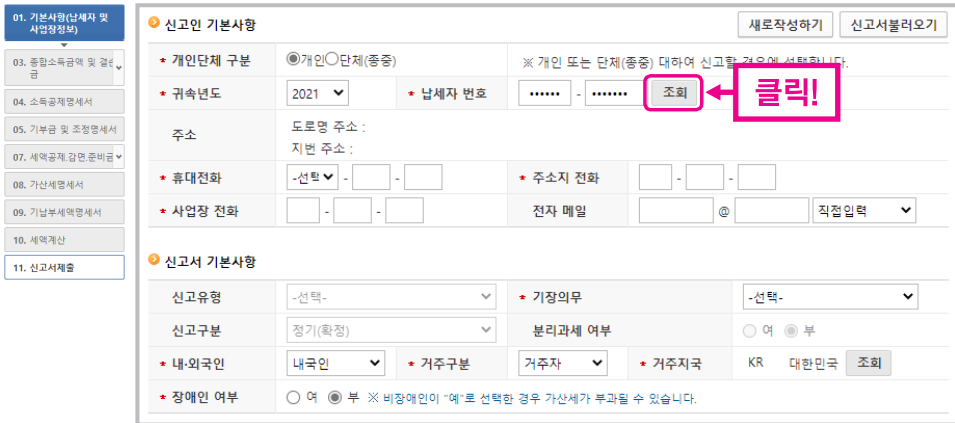 01. 기본사항(납세자 및
사업장정보)
03. 종합소득금액 및 결손
금
04. 소득공제명세서
05. 기부금 및 조정명세서
07. 세액공제,감면,준비금
08. 가산세명세서
09. 기납부세액명세서
10. 세액계산
11. 신고서제출
신고인 기본사항
새로작성하기 신고서불러오기
* 개인단체 구분 개인 단체(종중) ※ 개인 또는 단체(종중) 대하여 신고할 경우에 선택합니다.
* 귀속년도 2021 * 납세자 번호 •••••• - ••••••• 조회 클릭!
주소 도로명 주소 :
지번 주소 :
* 휴대전화 -선택 - - * 주소지 전화 - -
* 사업장 전화 - - 전자 메일 @ 직접입력
신고서 기본사항
신고유형 -선택- * 기장의무 -선택-
신고구분 정기(확정) 분리과세 여부 여 부
* 내·외국인 내국인 * 거주구분 거주자 * 거주지국 KR 대한민국 조회
* 장애인 여부 여 부 ※ 비장애인이 "예"로 선택한 경우 가산세가 부과될 수 있습니다.